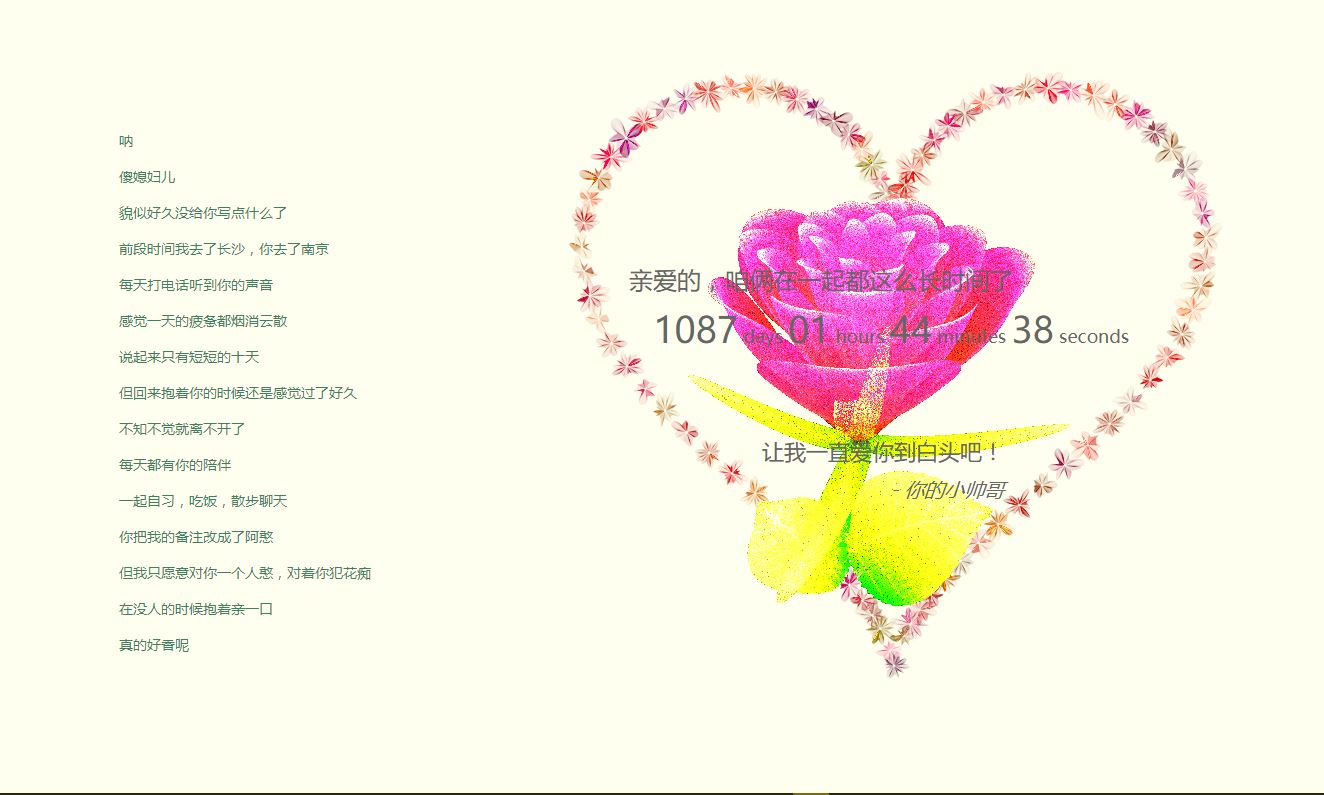 呐
傻媳妇儿
貌似好久没给你写点什么了
前段时间我去了长沙，你去了南京
每天打电话听到你的声音
感觉一天的疲惫都烟消云散
说起来只有短短的十天
但回来抱着你的时候还是感觉过了好久
不知不觉就离不开了
每天都有你的陪伴
一起自习，吃饭，散步聊天
你把我的备注改成了阿憨
但我只愿意对你一个人憨，对着你犯花痴
在没人的时候抱着亲一口
真的好香呢
亲爱的，咱俩在一起都这么长时间了
1087 days 01 hours 44 minutes 38 seconds
让我一直爱你到白头吧！
- 你的小帅哥